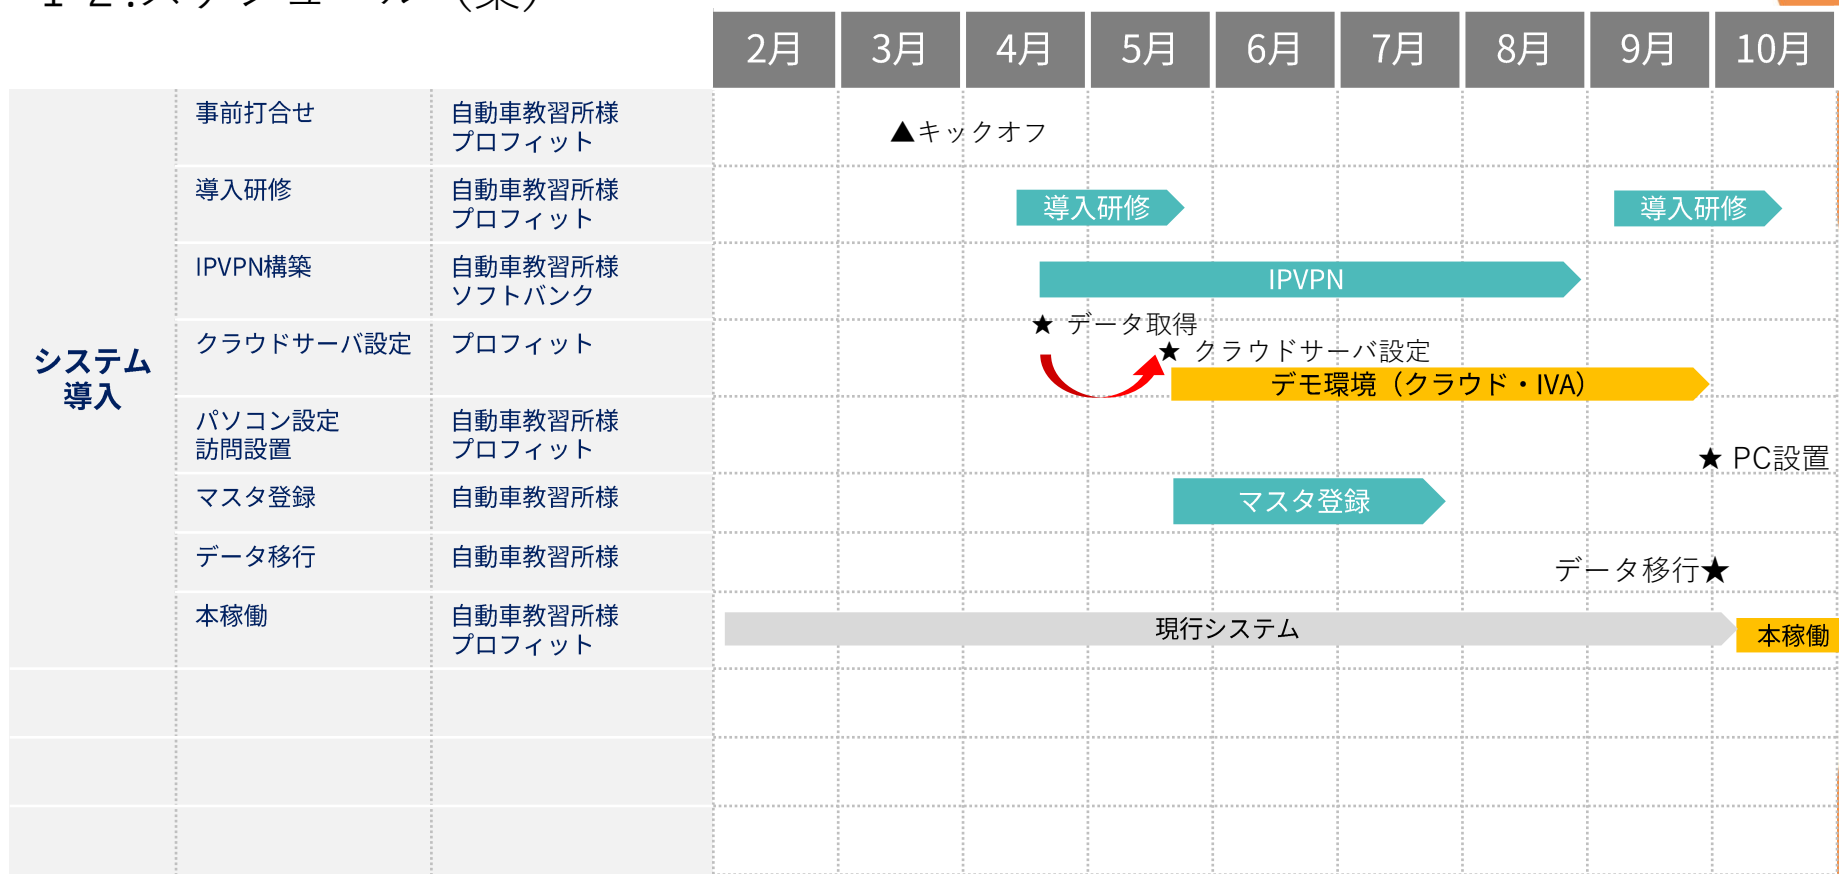 1-2.スケジュール（案）
2月 3月 4月 5月 6月 7月 8月 9月 10月
システム
導入
事前打合せ
自動車教習所様
プロフィット
▲キックオフ
導入研修
自動車教習所様
プロフィット
導入研修
導入研修
IPVPN構築
自動車教習所様
ソフトバンク
IPVPN
クラウドサーバ設定
プロフィット
★ データ取得
★ クラウドサーバ設定
デモ環境（クラウド・IVA）
パソコン設定
訪問設置
自動車教習所様
プロフィット
★ PC設置
マスタ登録
自動車教習所様
マスタ登録
データ移行
自動車教習所様
データ移行★
本稼働
自動車教習所様
プロフィット
現行システム
本稼働